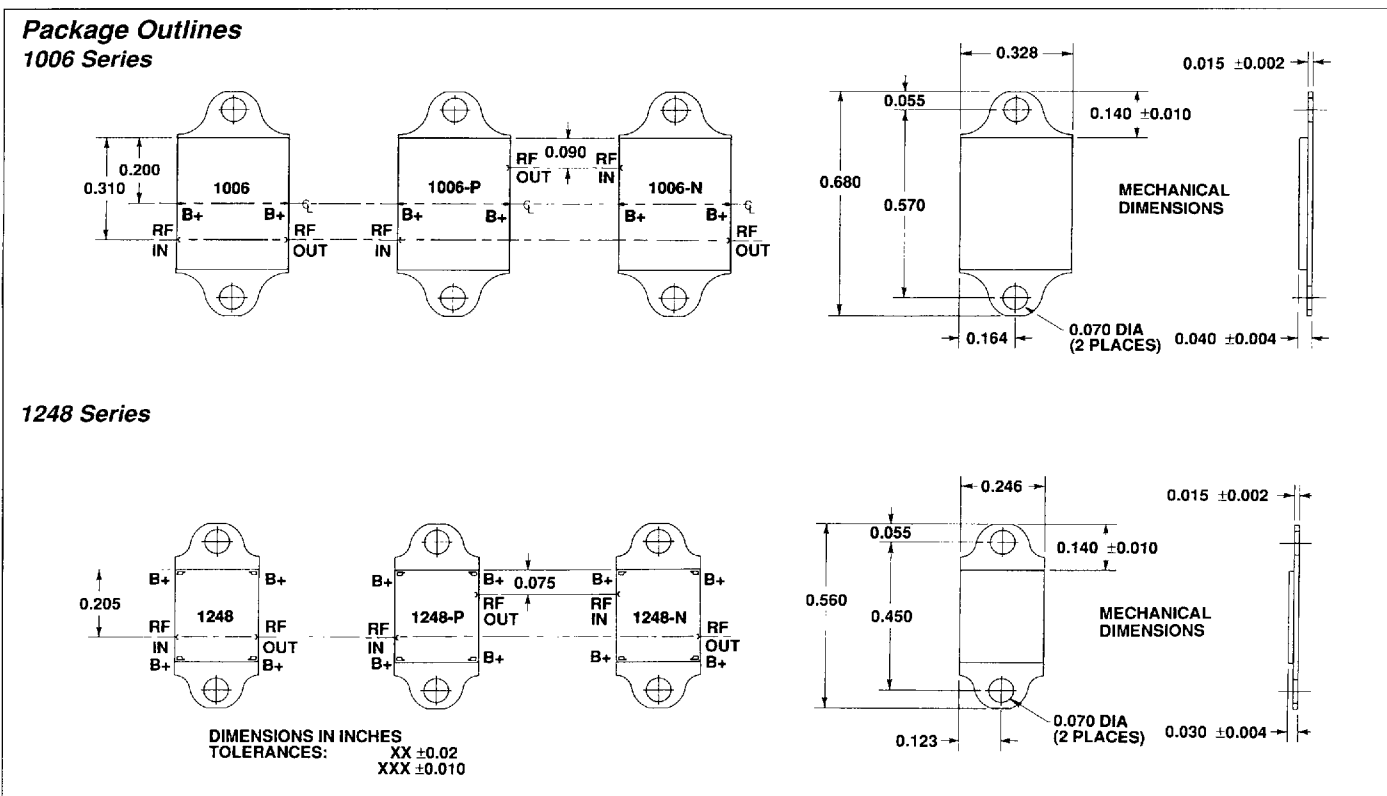 Package Outlines
1006 Series
0.328
0.015 ±0.002
0.055
0.140 ±0.010
0.200
0.310
1006
B+ B+
℄
RF IN
RF OUT
1006-P
RF OUT
0.090
B+ B+
℄
RF IN
RF IN
1006-N
B+ B+
℄
RF OUT
0.680
0.570
MECHANICAL
DIMENSIONS
0.164
0.070 DIA
(2 PLACES)
0.040 ±0.004
1248 Series
0.246
0.015 ±0.002
0.055
0.140 ±0.010
B+ B+
0.205
1248
RF IN
RF OUT
B+ B+
B+ B+
0.075
1248-P
RF OUT
RF IN
B+ B+
B+ B+
RF IN
1248-N
OUT
B+ B+
0.560
0.450
MECHANICAL
DIMENSIONS
0.123
0.070 DIA
(2 PLACES)
0.030 ±0.004
DIMENSIONS IN INCHES
TOLERANCES: XX ±0.02
XXX ±0.010